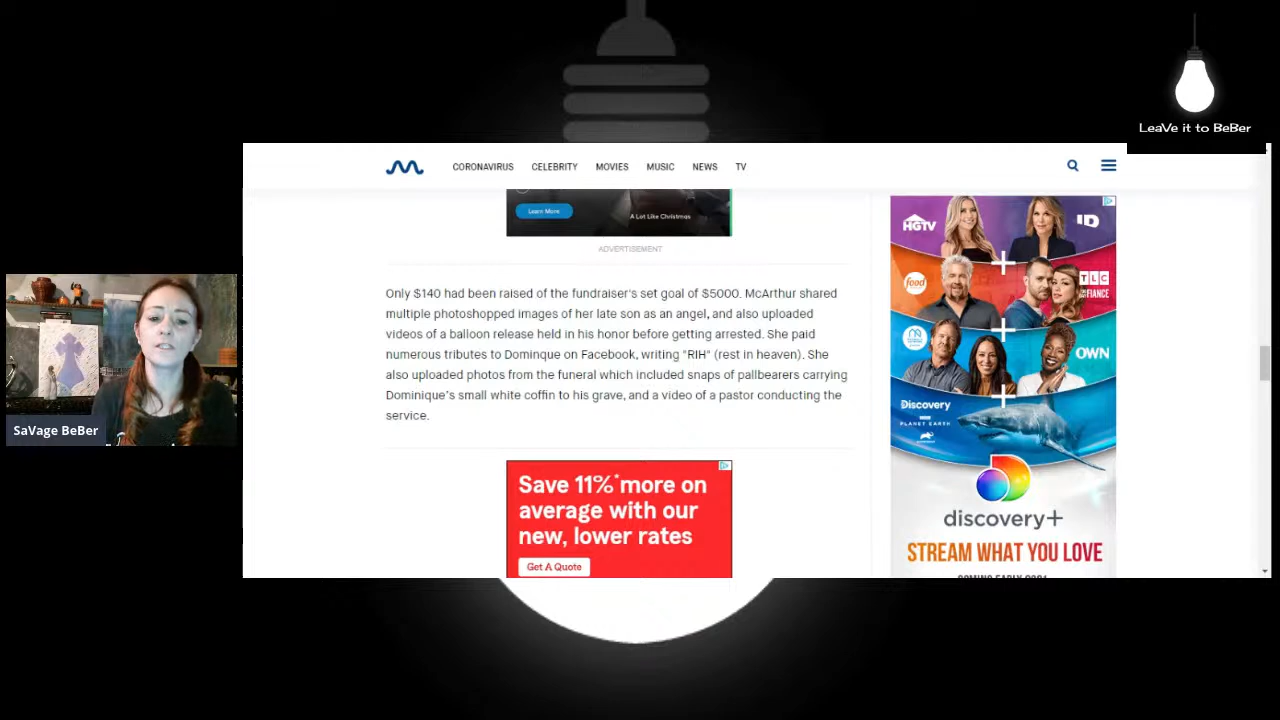 LeaVe it to BeBer
CORONAVIRUS CELEBRITY MOVIES MUSIC NEWS TV
Learn More
A Lot Like Christmas
ADVERTISEMENT
Only $140 had been raised of the fundraiser's set goal of $5000. McArthur shared
multiple photoshopped images of her late son as an angel, and also uploaded
videos of a balloon release held in his honor before getting arrested. She paid
numerous tributes to Dominque on Facebook, writing "RIH" (rest in heaven). She
also uploaded photos from the funeral which included snaps of pallbearers carrying
Dominique's small white coffin to his grave, and a video of a pastor conducting the
service.
Save 11%* more on
average with our
new, lower rates
Get A Quote
HGTV
ID
food
TLC
FIANCE
OWN
Discovery
PLANET EARTH
discovery+
STREAM WHAT YOU LOVE
SaVage BeBer